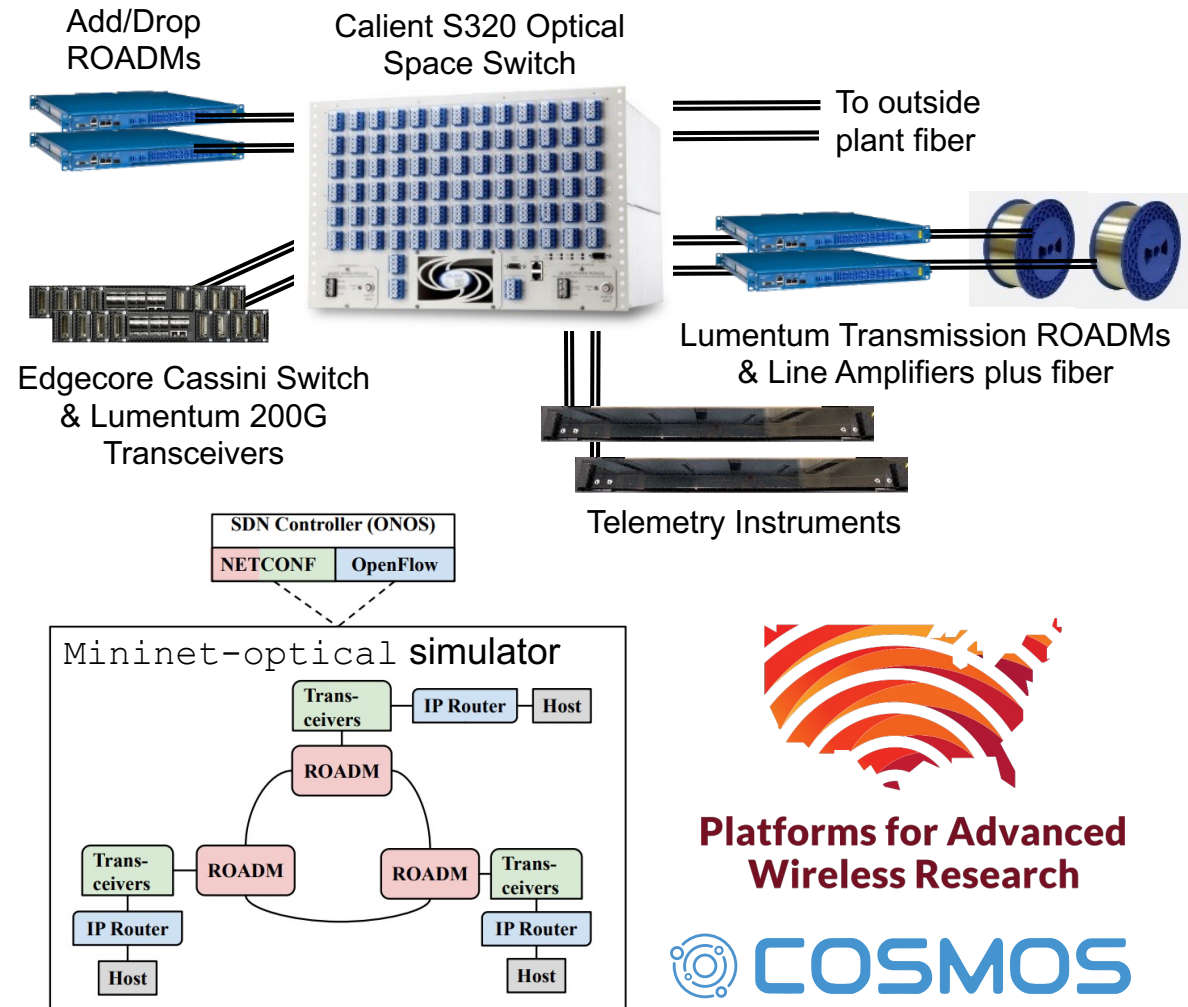 Add/Drop
ROADMs
Calient S320 Optical
Space Switch
To outside
plant fiber
Edgecore Cassini Switch
& Lumentum 200G
Transceivers
Lumentum Transmission ROADMs
& Line Amplifiers plus fiber
Telemetry Instruments
SDN Controller (ONOS)
NETCONF
OpenFlow
Mininet-optical simulator
Trans-
ceivers
IP Router
Host
ROADM
Trans-
ceivers
ROADM
IP Router
Host
ROADM
Trans-
ceivers
IP Router
Host
Platforms for Advanced
Wireless Research
COSMOS